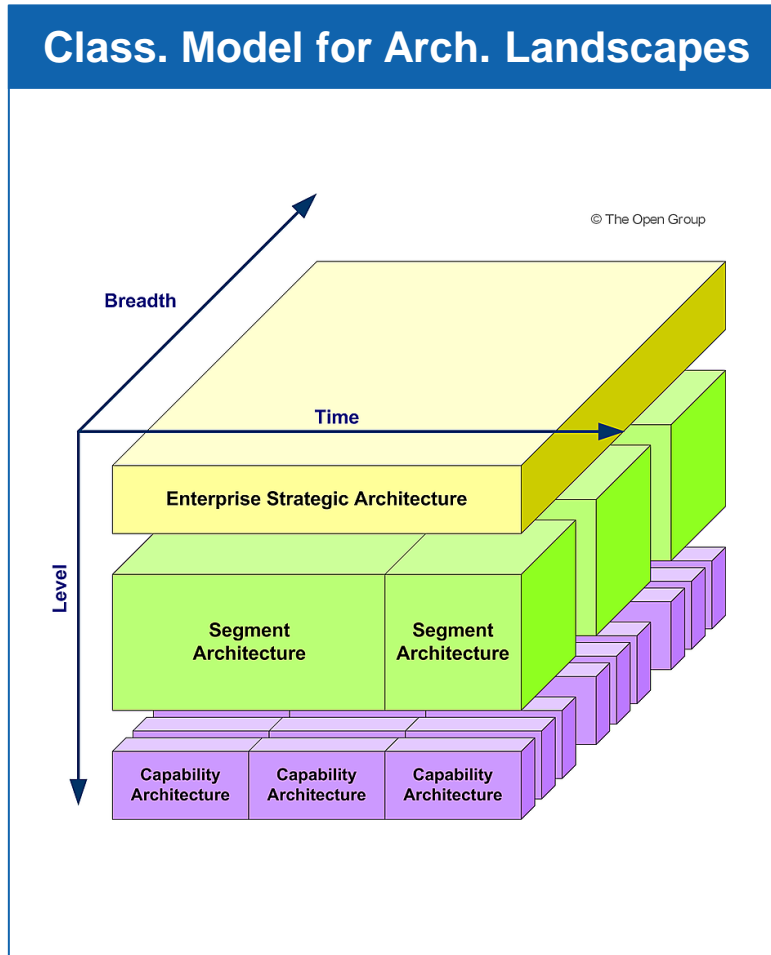 Class. Model for Arch. Landscapes
© The Open Group
Breadth
Time
Enterprise Strategic Architecture
Level
Segment
Architecture
Segment
Architecture
Capability
Architecture
Capability
Architecture
Capability
Architecture